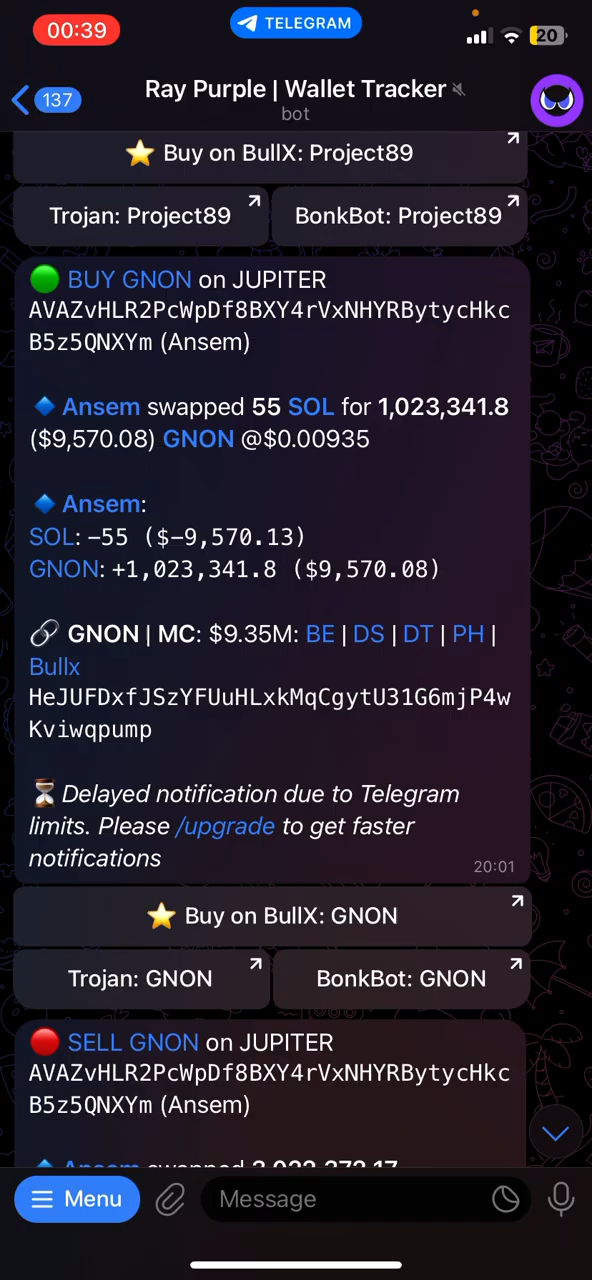 00:39
TELEGRAM
20
137
Ray Purple | Wallet Tracker
bot
Buy on BullX: Project89
Trojan: Project89
BonkBot: Project89
BUY GNON on JUPITER
AVAZvHLR2PcWpDf8BXY4rVxNHYRBytycHkc
B5z5QNXYm (Ansem)
Ansem swapped 55 SOL for 1,023,341.8
($9,570.08) GNON @$0.00935
Ansem:
SOL: −55 ($−9,570.13)
GNON: +1,023,341.8 ($9,570.08)
GNON | MC: $9.35M: BE | DS | DT | PH |
Bullx
HeJUFDxfJSzYFUuHLxkMqCgytU31G6mjP4w
Kviwqpump
Delayed notification due to Telegram
limits. Please /upgrade to get faster
notifications
20:01
Buy on BullX: GNON
Trojan: GNON
BonkBot: GNON
SELL GNON on JUPITER
AVAZvHLR2PcWpDf8BXY4rVxNHYRBytycHkc
B5z5QNXYm (Ansem)
Ansem swapped
Menu
Message